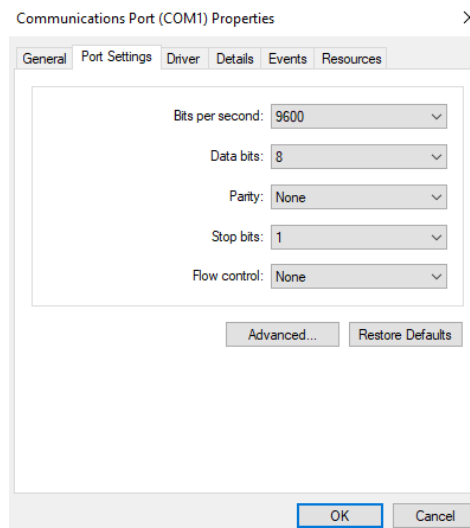 Communications Port (COM1) Properties
General Port Settings Driver Details Events Resources
Bits per second: 9600
Data bits: 8
Parity: None
Stop bits: 1
Flow control: None
Advanced... Restore Defaults
OK Cancel